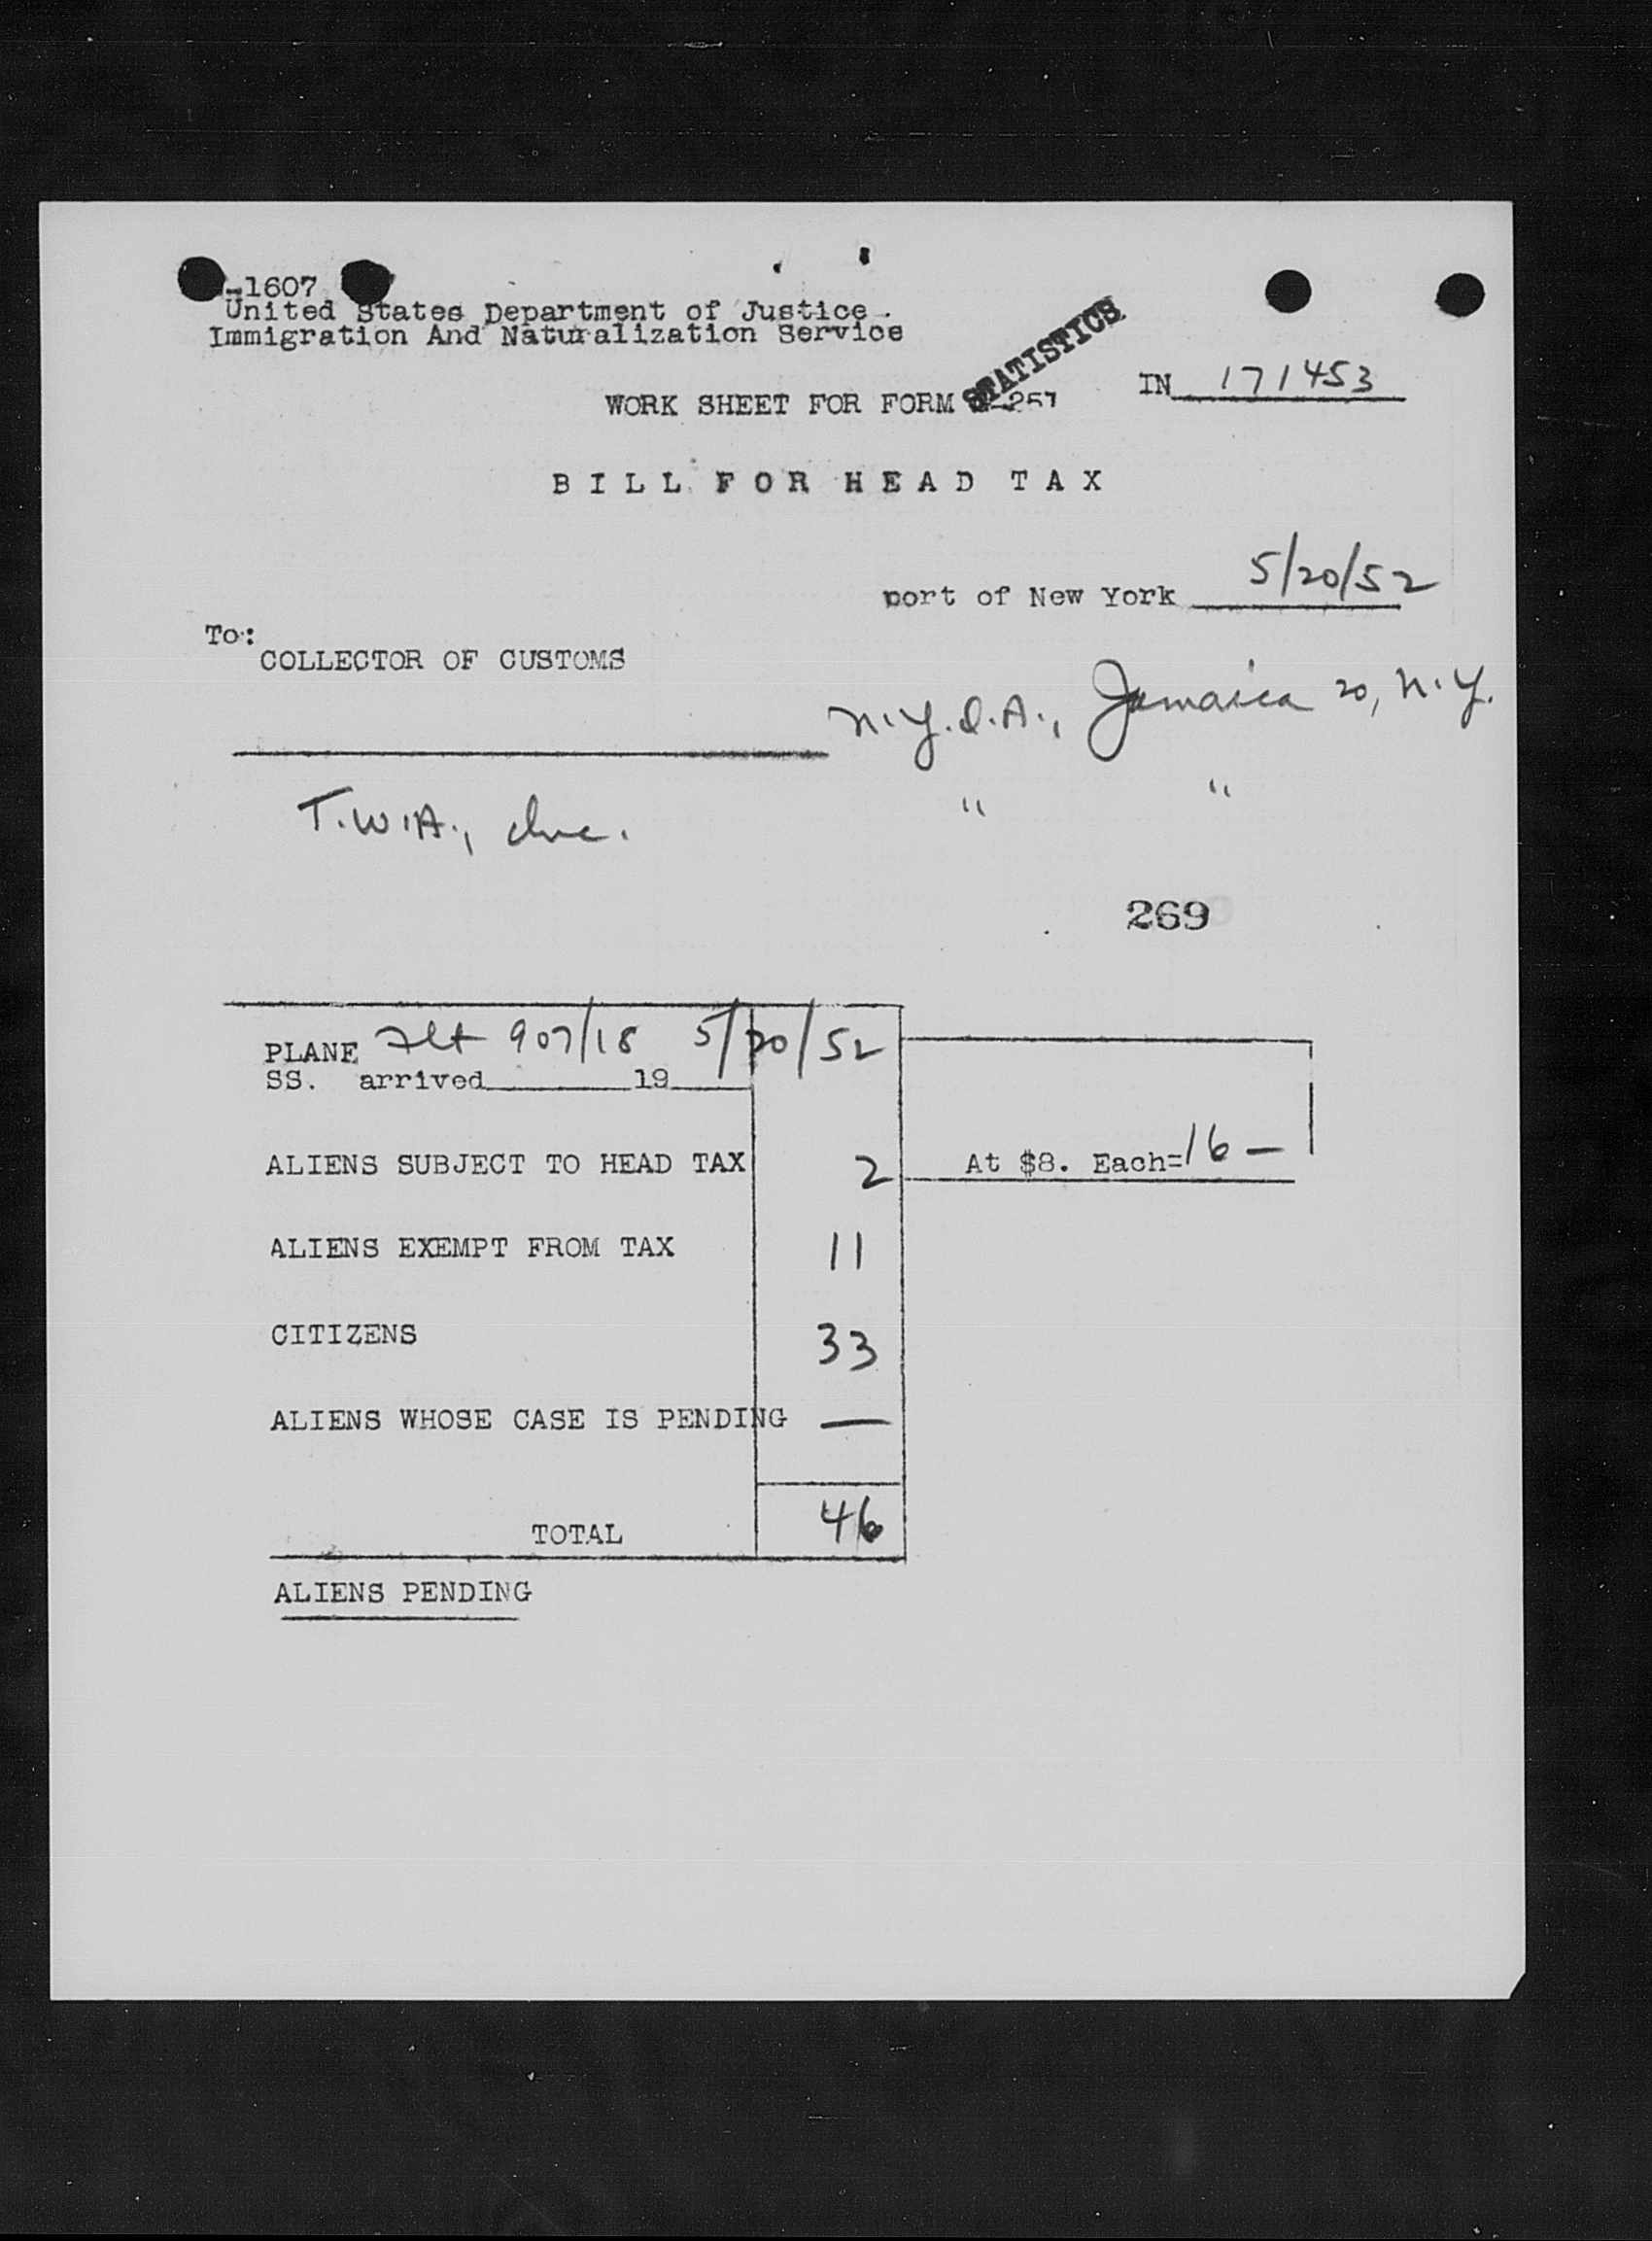 -1607
United States Department of Justice
Immigration And Naturalization Service
STATISTICS
WORK SHEET FOR FORM -257
IN 171453
BILL FOR HEAD TAX
port of New York 5/20/52
To:
COLLECTOR OF CUSTOMS
N.Y.I.A., Jamaica 20, N.Y.
T.W.A., Inc. " "
269
PLANE Flt 907/18 5/20/52
SS. arrived 19
ALIENS SUBJECT TO HEAD TAX 2 At $8. Each=16 —
ALIENS EXEMPT FROM TAX 11
CITIZENS 33
ALIENS WHOSE CASE IS PENDING —
TOTAL 46
ALIENS PENDING